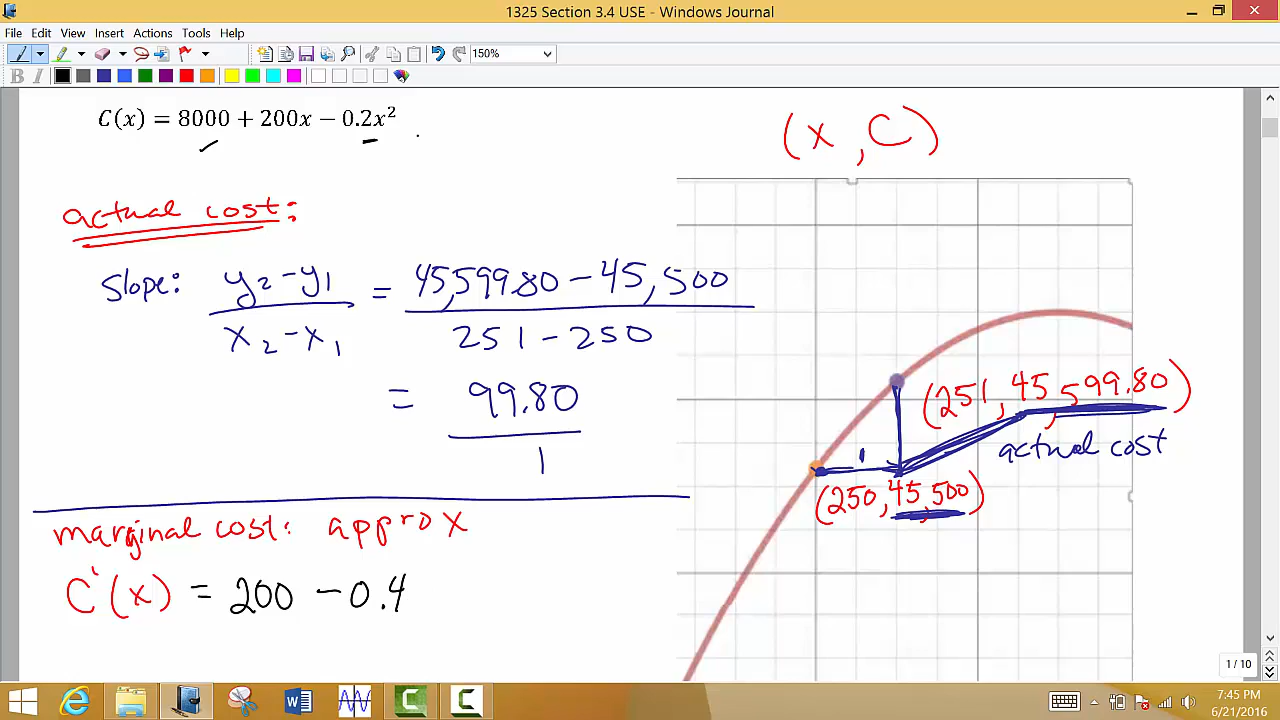 1325 Section 3.4 USE - Windows Journal
File Edit View Insert Actions Tools Help
150%
B I
C(x) = 8000 + 200x − 0.2x²
(x, C)
actual cost:
slope: y₂-y₁ / x₂-x₁ = 45,599.80 - 45,500 / 251 - 250
= 99.80 / 1
(251, 45,599.80)
actual cost
1
(250, 45,500)
marginal cost: approx
C'(x) = 200 - 0.4
1 / 10
7:45 PM
6/21/2016